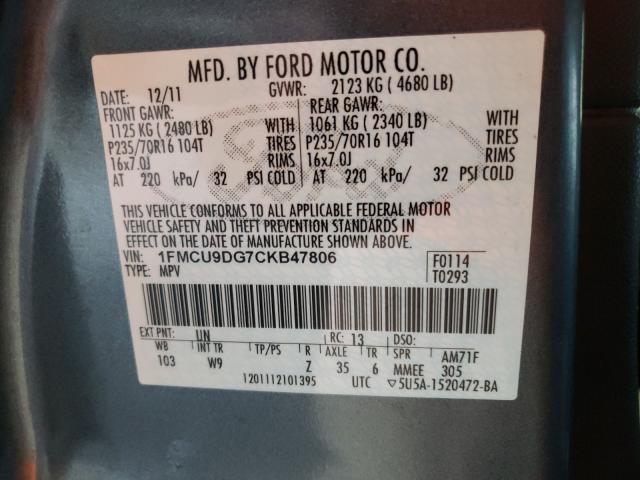 MFD. BY FORD MOTOR CO.
DATE: 12/11 GVWR: 2123 KG ( 4680 LB)
FRONT GAWR: REAR GAWR:
1125 KG ( 2480 LB) WITH 1061 KG ( 2340 LB) WITH
P235/70R16 104T TIRES P235/70R16 104T TIRES
16x7.0J RIMS 16x7.0J RIMS
AT 220 kPa/ 32 PSI COLD AT 220 kPa/ 32 PSI COLD
THIS VEHICLE CONFORMS TO ALL APPLICABLE FEDERAL MOTOR
VEHICLE SAFETY AND THEFT PREVENTION STANDARDS IN
EFFECT ON THE DATE OF MANUFACTURE SHOWN ABOVE.
VIN: 1FMCU9DG7CKB47806 F0114
TYPE: MPV T0293
EXT PNT: UN RC: 13 DSO:
WB INT TR TP/PS R AXLE TR SPR AM71F
103 W9 Z 35 6 MMEE 305
1201112101395 UTC ▽5U5A-1520472-BA